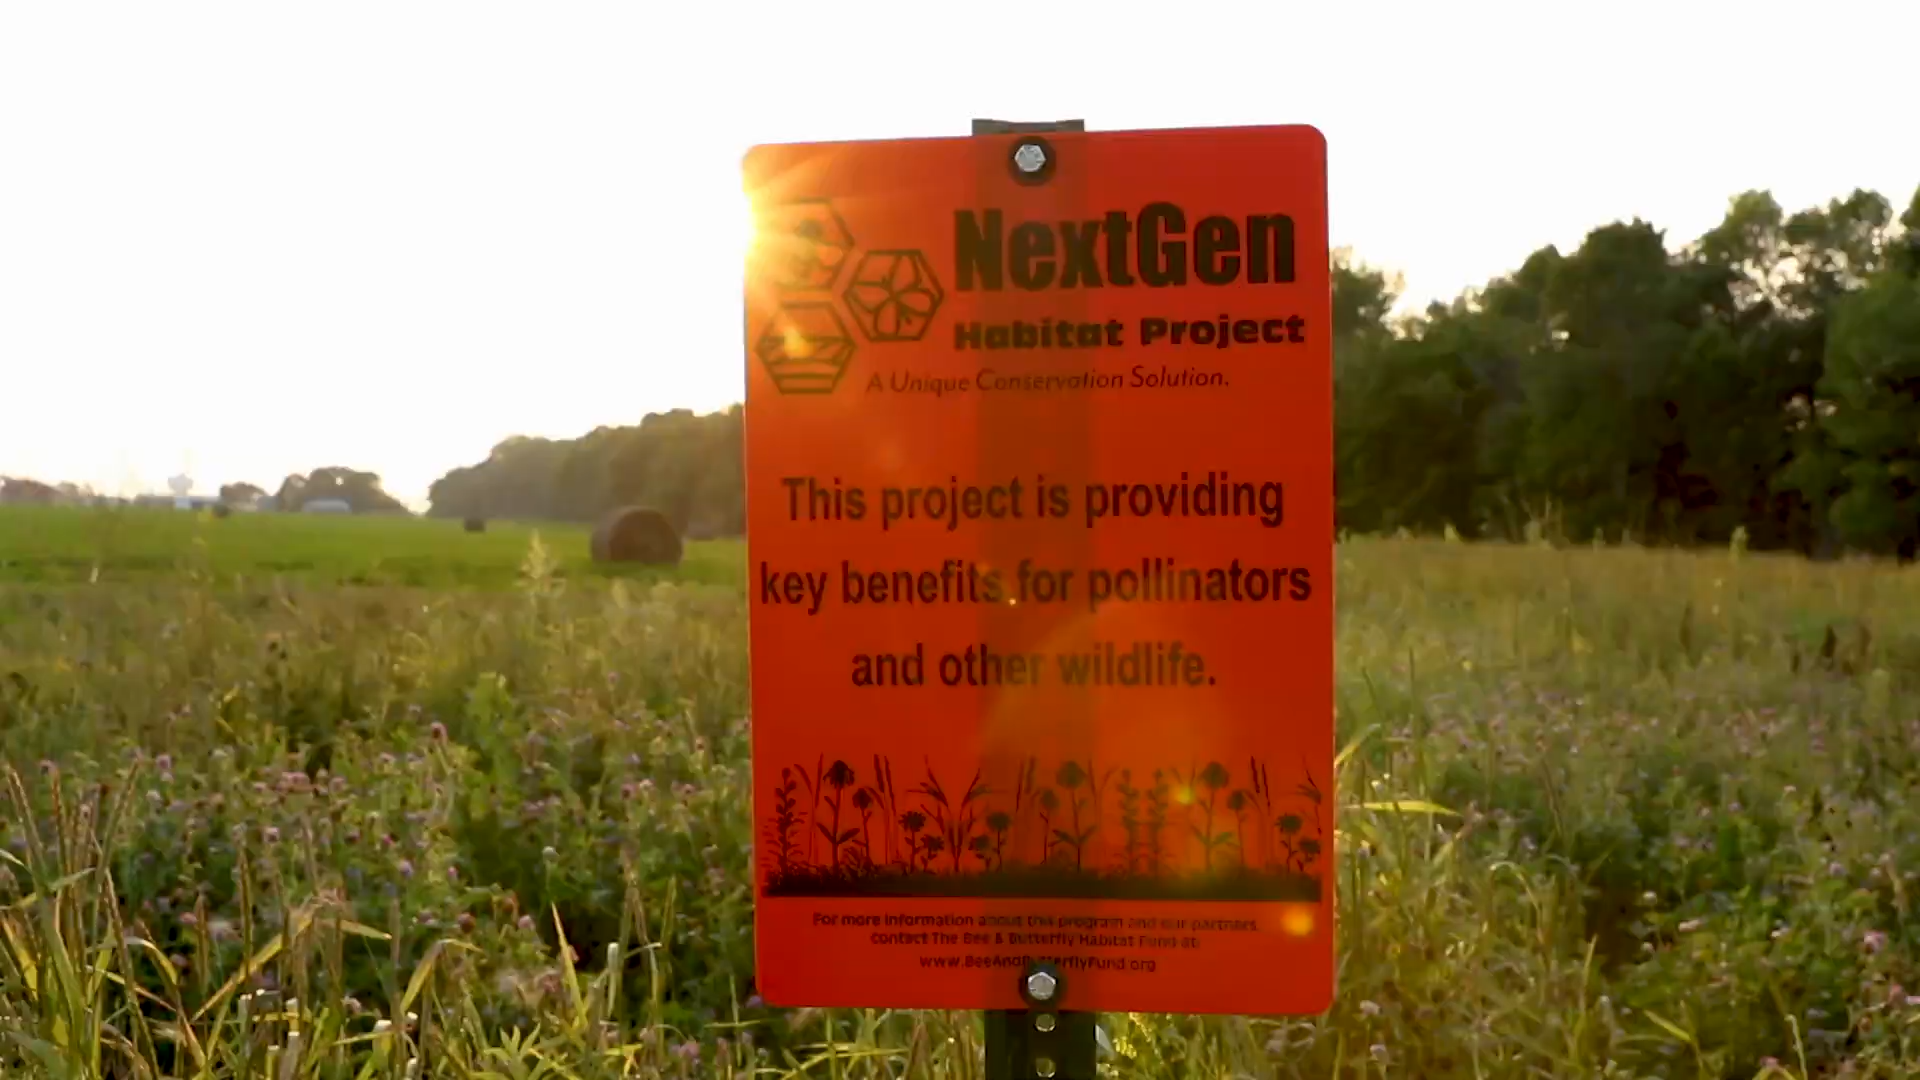 NextGen
Habitat Project
A Unique Conservation Solution.
This project is providing
key benefits for pollinators
and other wildlife.
For more information about this program and our partners,
contact The Bee & Butterfly Habitat Fund at:
www.BeeAndButterflyFund.org